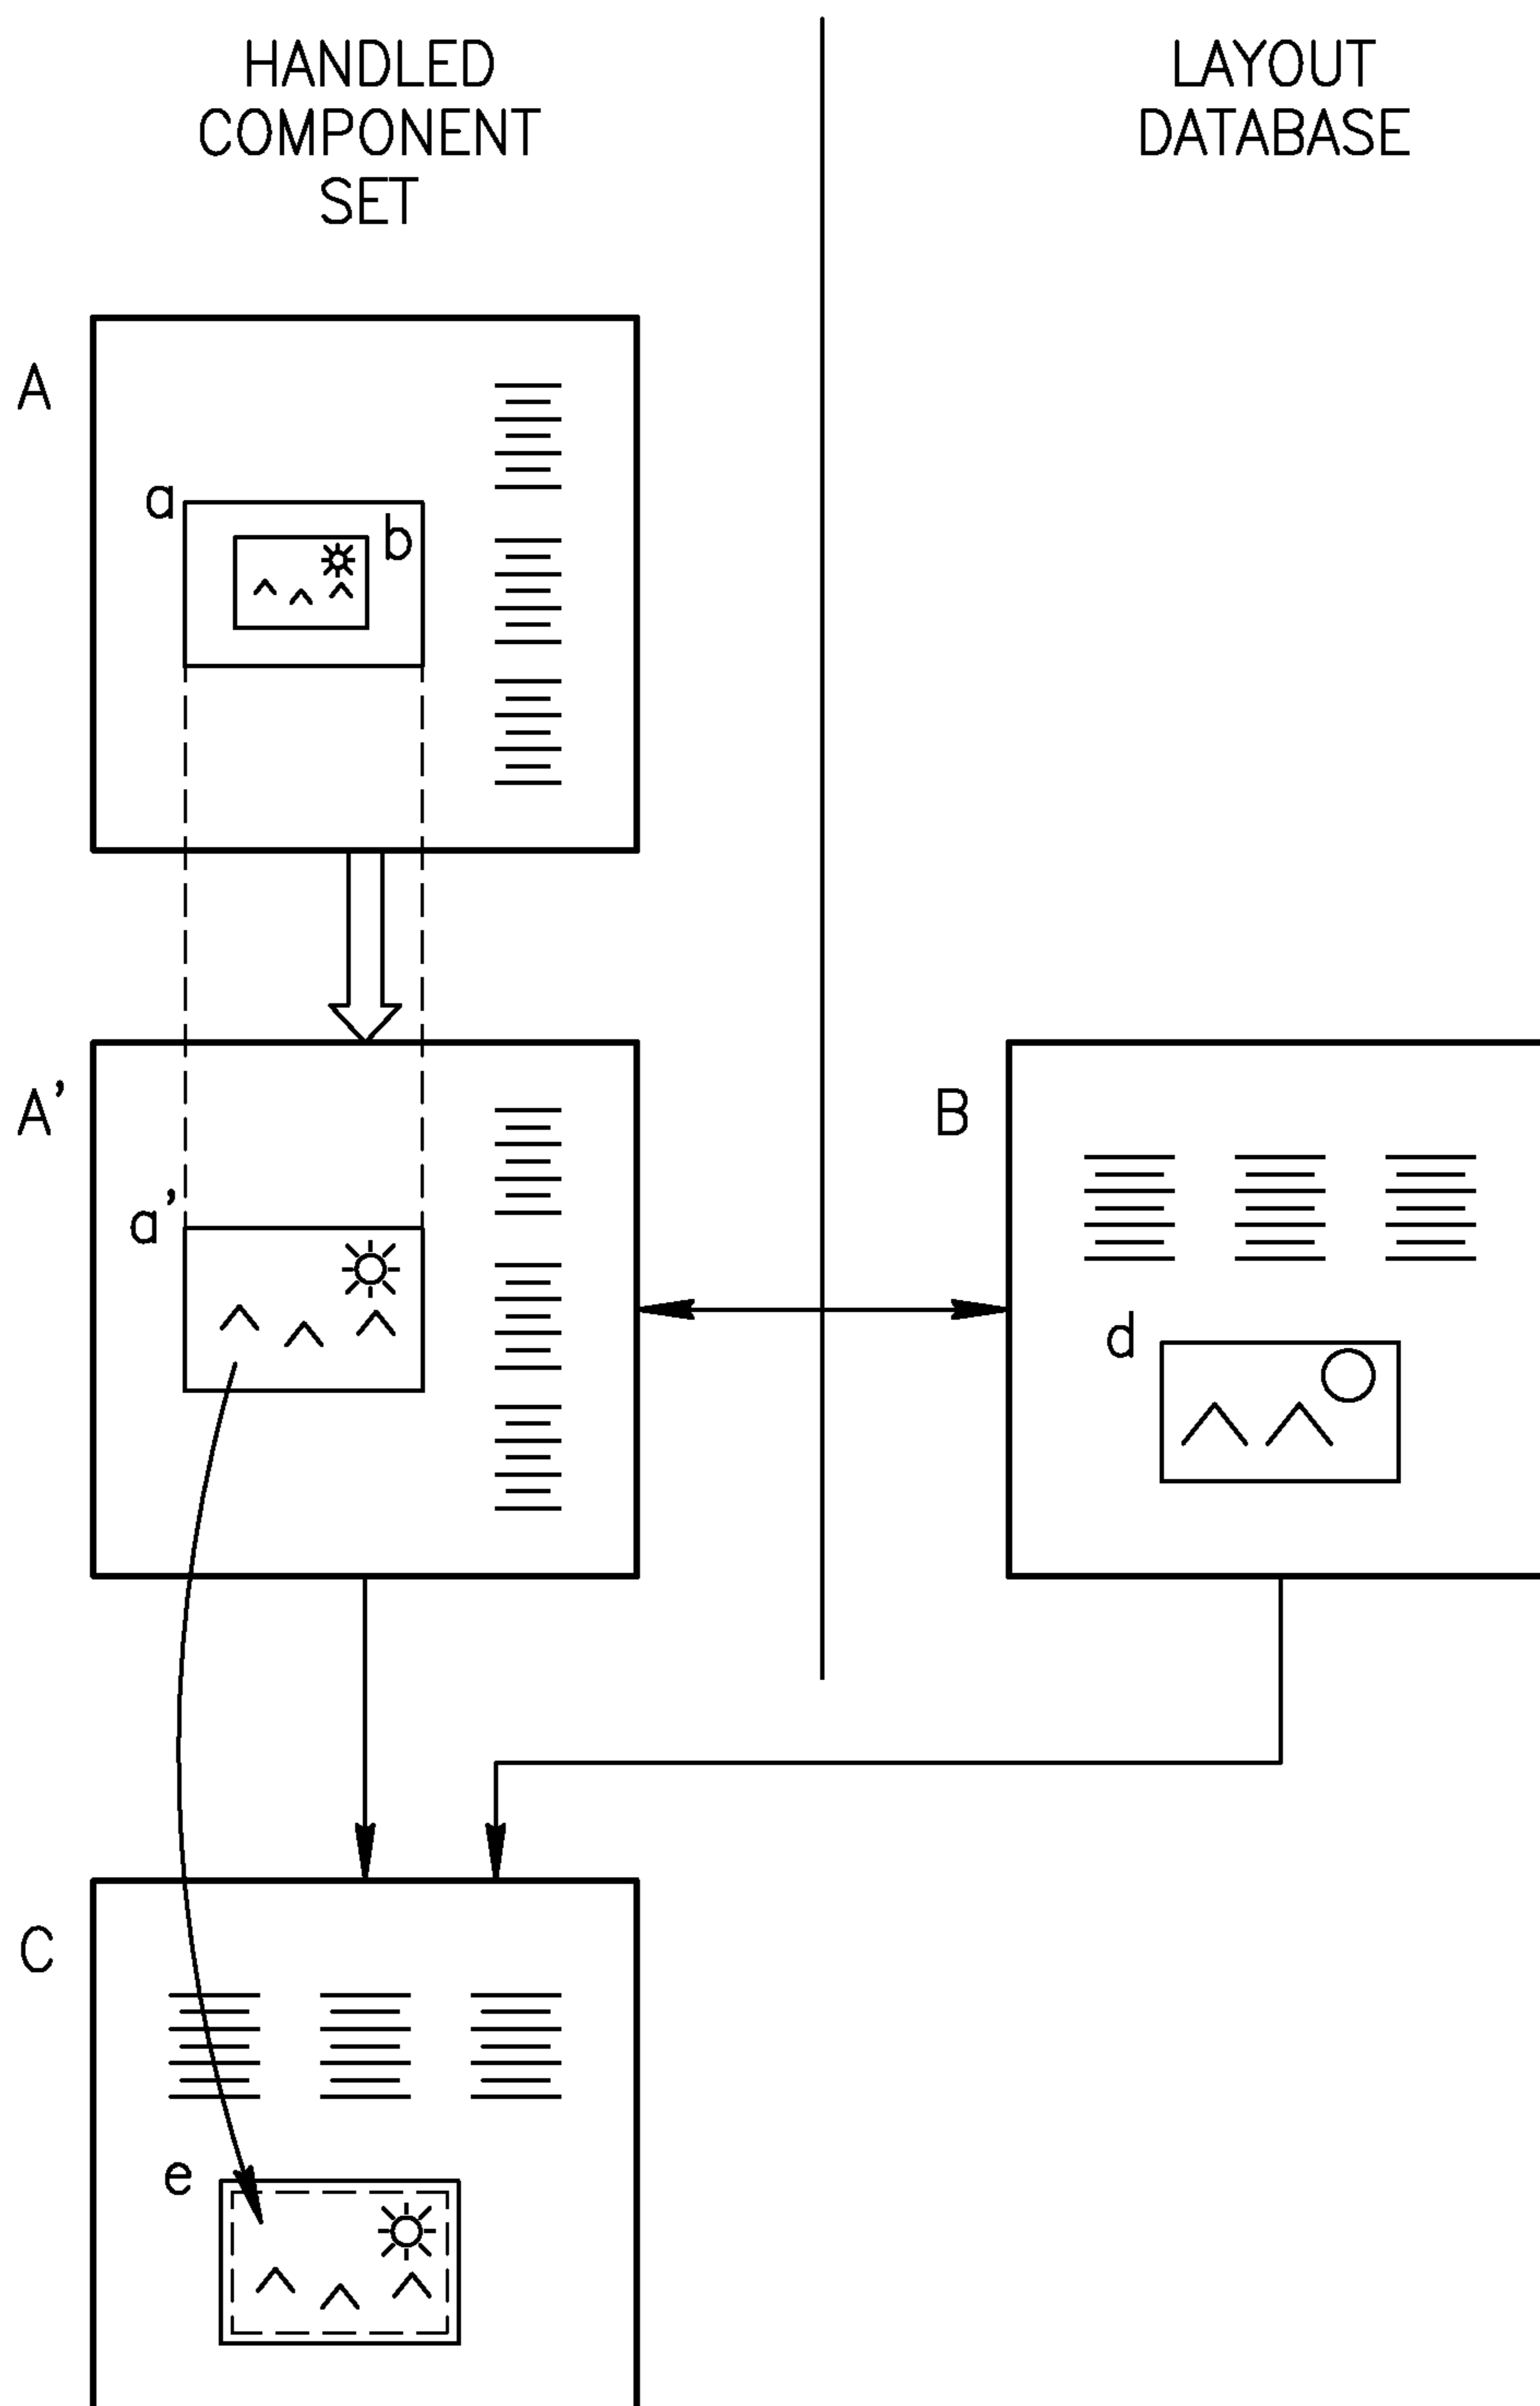 HANDLED
COMPONENT
SET
LAYOUT
DATABASE
A
a
b
A'
a'
B
d
C
e